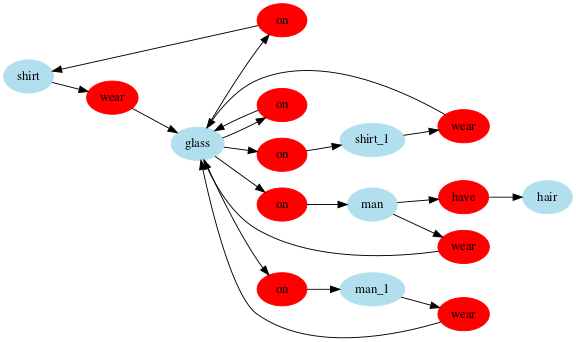 on
shirt
wear
on
glass
on
shirt_1
wear
on
man
have
hair
wear
on
man_1
wear